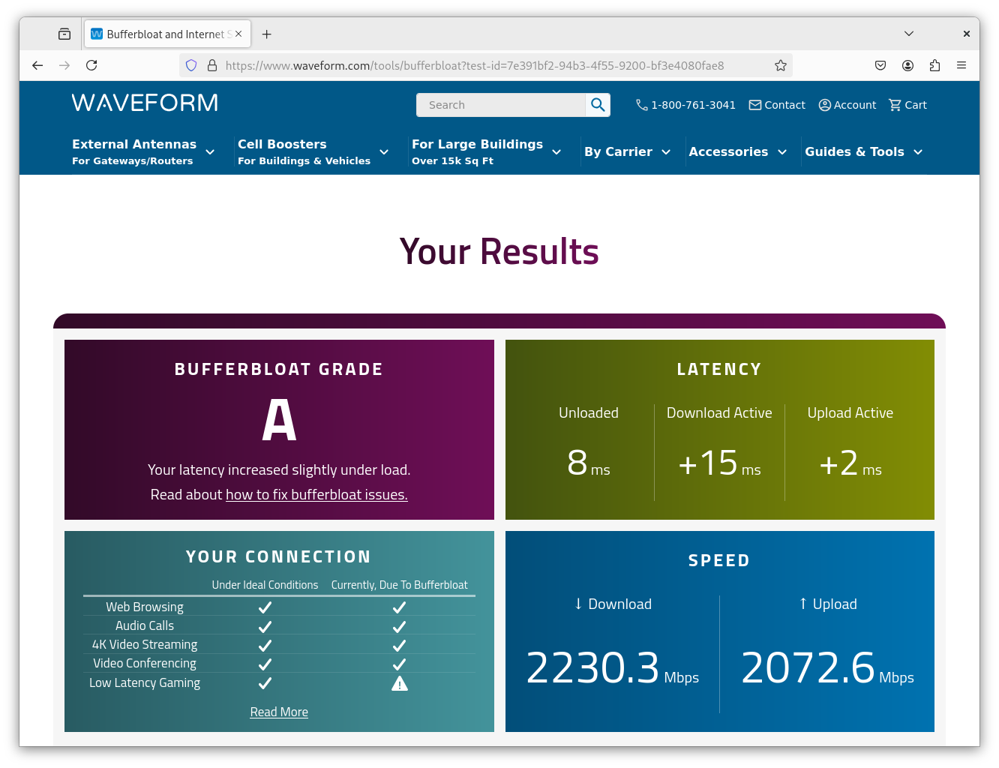 Bufferbloat and Internet S
https://www.waveform.com/tools/bufferbloat?test-id=7e391bf2-94b3-4f55-9200-bf3e4080fae8
WAVEFORM
Search
1-800-761-3041
Contact
Account
Cart
External Antennas
For Gateways/Routers
Cell Boosters
For Buildings & Vehicles
For Large Buildings
Over 15k Sq Ft
By Carrier
Accessories
Guides & Tools
Your Results
BUFFERBLOAT GRADE
A
Your latency increased slightly under load.
Read about how to fix bufferbloat issues.
LATENCY
Unloaded Download Active Upload Active
8 ms +15 ms +2 ms
YOUR CONNECTION
Under Ideal Conditions Currently, Due To Bufferbloat
Web Browsing
Audio Calls
4K Video Streaming
Video Conferencing
Low Latency Gaming
Read More
SPEED
↓ Download ↑ Upload
2230.3 Mbps 2072.6 Mbps